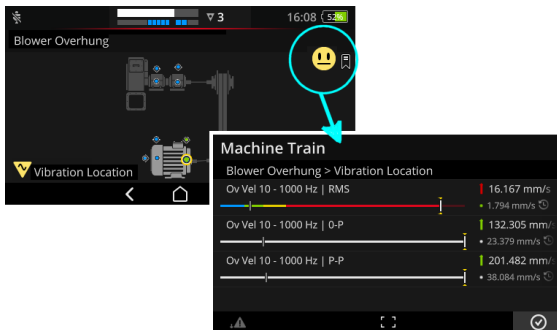 3
16:08
52%
Blower Overhung
Vibration Location
Machine Train
Blower Overhung > Vibration Location
Ov Vel 10 - 1000 Hz | RMS
16.167 mm/s
1.794 mm/s
Ov Vel 10 - 1000 Hz | 0-P
132.305 mm/
23.379 mm/s
Ov Vel 10 - 1000 Hz | P-P
201.482 mm/
38.084 mm/s